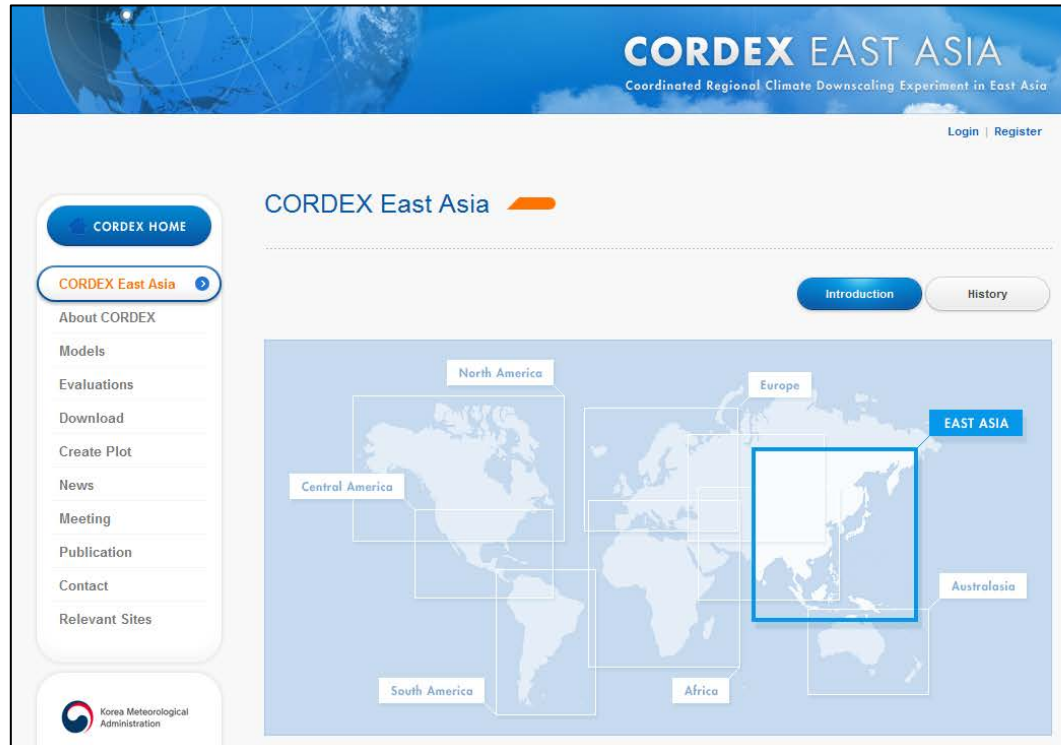 CORDEX EAST ASIA
Coordinated Regional Climate Downscaling Experiment in East Asia
Login | Register
CORDEX HOME
CORDEX East Asia
About CORDEX
Models
Evaluations
Download
Create Plot
News
Meeting
Publication
Contact
Relevant Sites
Korea Meteorological
Administration
CORDEX East Asia
Introduction
History
North America
Europe
EAST ASIA
Central America
Australasia
South America
Africa